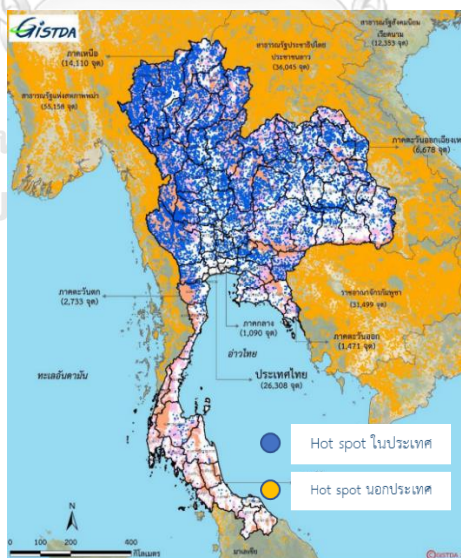 GISTDA
ภาคเหนือ
(14,110 จุด)
สาธารณรัฐสังคมนิยม
เวียดนาม
(12,353 จุด)
สาธารณรัฐประชาธิปไตย
ประชาชนลาว
(36,045 จุด)
สาธารณรัฐแห่งสหภาพพม่า
ภาคตะวันออกเฉียงเหนือ
(6,678 จุด)
ภาคตะวันตก
(2,733 จุด)
ราชอาณาจักรกัมพูชา
(31,499 จุด)
ภาคกลาง
(1,090 จุด)
ภาคตะวันออก
(1,471 จุด)
อ่าวไทย
ทะเลอันดามัน
ประเทศไทย
(26,308 จุด)
Hot spot ในประเทศ
Hot spot นอกประเทศ
N
0 100 200 400
กิโลเมตร
มาเลเซีย
©GISTDA